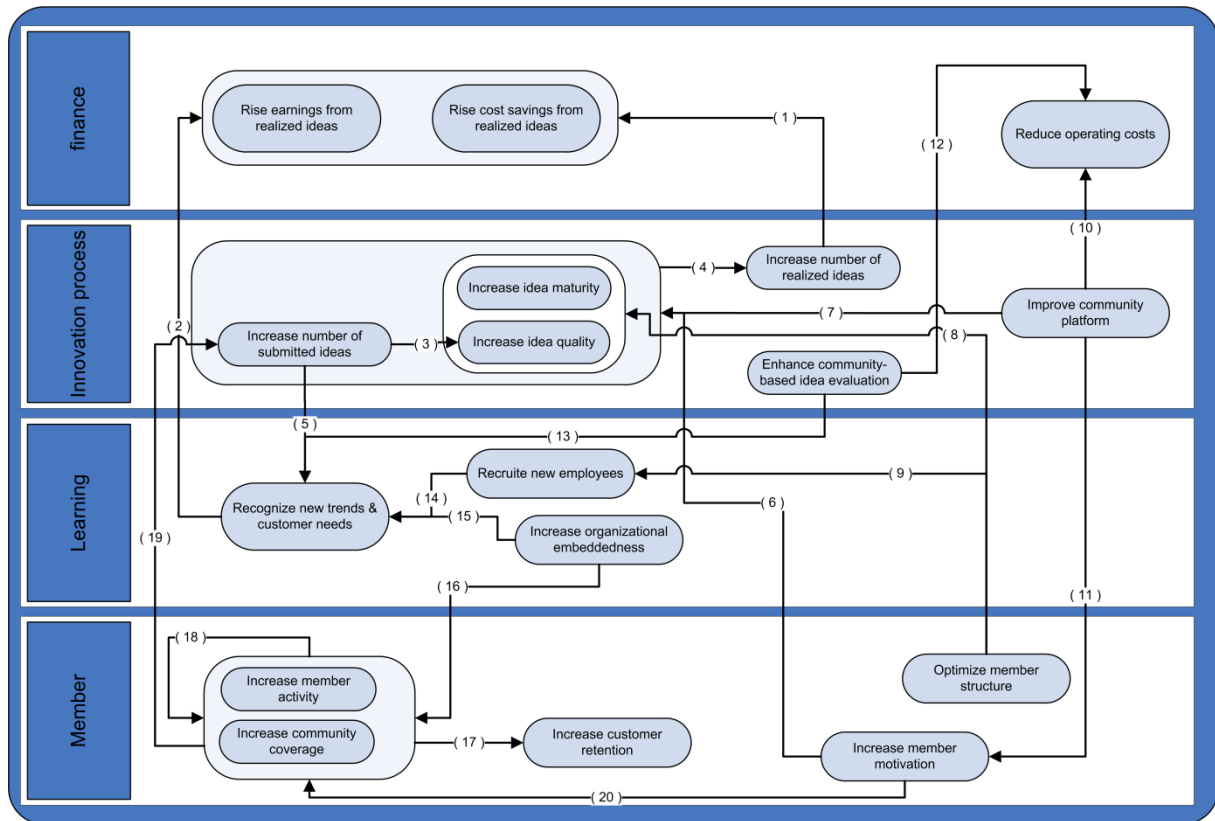 finance
Rise earnings from
realized ideas
Rise cost savings from
realized ideas
( 1 )
( 12 )
Reduce operating costs
( 10 )
Innovation process
( 2 )
Increase number of
submitted ideas
( 3 )
Increase idea maturity
Increase idea quality
( 4 )
Increase number of
realized ideas
( 7 )
( 8 )
Improve community
platform
Enhance community-
based idea evaluation
Learning
( 5 )
( 13 )
Recruite new employees
( 9 )
( 14 )
( 15 )
( 6 )
Recognize new trends &
customer needs
Increase organizational
embeddedness
( 19 )
( 16 )
( 11 )
Member
( 18 )
Increase member
activity
Increase community
coverage
( 17 )
Increase customer
retention
Optimize member
structure
Increase member
motivation
( 20 )